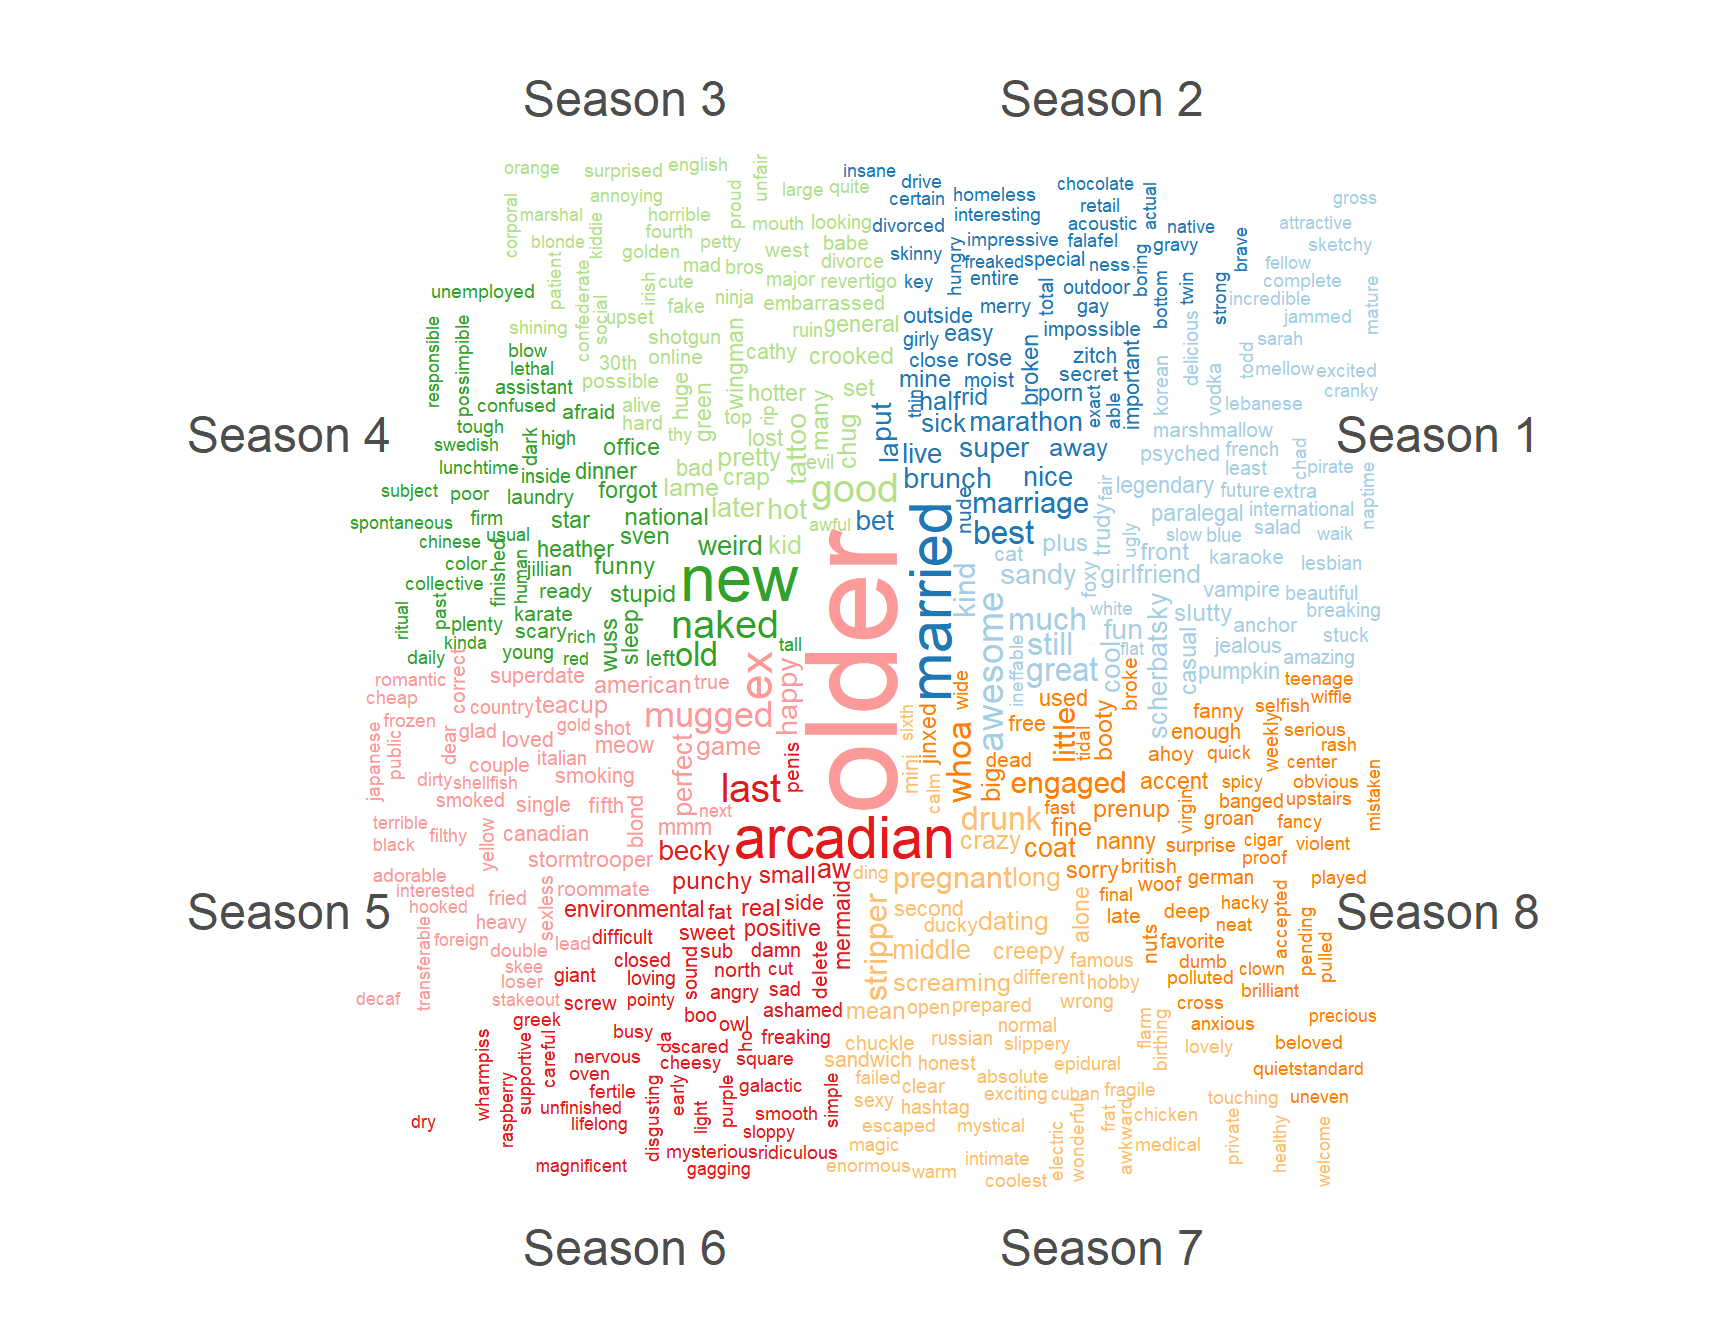 Season 3
Season 2
orange
surprised
english
unfair
insane
drive
chocolate
actual
gross
corporal
annoying
proud
large
quite
certain
homeless
retail
marshal
horrible
mouth
looking
divorced
interesting
acoustic
native
attractive
blonde
kiddie
fourth
petty
west
babe
skinny
hungry
impressive
falafel
gravy
brave
sketchy
golden
mad
bros
divorce
freaked
special
ness
boring
fellow
patient
confederate
irish
cute
major
revertigo
key
entire
outdoor
bottom
twin
strong
complete
unemployed
social
fake
ninja
embarrassed
merry
total
gay
incredible
mature
responsible
possimpible
shining
upset
shotgun
wingman
ruin
general
outside
easy
impossible
jammed
blow
online
cathy
crooked
girly
close
rose
broken
zitch
important
delicious
todd
sarah
lethal
30th
possible
huge
green
hotter
set
mine
moist
secret
korean
vodka
mellow
excited
assistant
alive
top
rip
tattoo
many
chug
thin
half
rid
porn
exact
able
cranky
confused
afraid
hard
thy
lost
put
la
sick
marathon
lebanese
Season 4
tough
dark
high
office
pretty
evil
live
super
away
marshmallow
Season 1
swedish
inside
dinner
bad
crap
psyched
french
chad
lunchtime
laundry
forgot
lame
good
brunch
nice
fair
least
pirate
naptime
subject
poor
later
hot
nude
marriage
trudy
legendary
future
extra
spontaneous
firm
star
national
awful
bet
married
best
ugly
paralegal
international
usual
sven
slow
blue
salad
waik
chinese
finished
heather
weird
kid
older
cat
plus
front
karaoke
lesbian
color
human
jillian
funny
new
kind
sandy
foxy
girlfriend
collective
ready
stupid
awesome
white
scherbatsky
vampire
beautiful
ritual
past
karate
naked
much
fun
slutty
breaking
plenty
scary
rich
wuss
sleep
still
cool
flat
casual
anchor
stuck
kinda
young
red
left
old
tall
ineffable
great
jealous
amazing
daily
correct
ex
happy
broke
pumpkin
romantic
superdate
american
true
wide
used
teenage
cheap
country
teacup
mugged
sixth
jinxed
free
little
booty
fanny
selfish
wiffle
frozen
dear
glad
gold
shot
whoa
tidal
enough
weekly
serious
japanese
public
loved
meow
game
ahoy
quick
rash
couple
italian
perfect
penis
mini
dead
center
dirty
shellfish
smoking
last
big
engaged
accent
spicy
obvious
mistaken
smoked
single
fifth
blond
next
calm
fast
prenup
virgin
banged
upstairs
terrible
filthy
yellow
canadian
mmm
arcadian
drunk
fine
groan
fancy
black
stormtrooper
becky
crazy
coat
nanny
surprise
cigar
violent
adorable
small
aw
ding
sorry
british
proof
interested
fried
sexless
roommate
punchy
mermaid
pregnant
long
final
woof
german
played
Season 5
hooked
environmental
fat
real
side
stripper
second
alone
late
deep
hacky
accepted
Season 8
transferable
heavy
difficult
sweet
positive
ducky
dating
nuts
neat
pending
pulled
foreign
double
lead
closed
sound
sub
damn
delete
middle
creepy
famous
favorite
skee
giant
loving
north
cut
dumb
clown
loser
screaming
different
hobby
polluted
brilliant
decaf
stakeout
screw
pointy
angry
sad
mean
open
prepared
wrong
cross
greek
boo
owl
ashamed
normal
flarm
birthing
anxious
precious
wharmpiss
supportive
careful
busy
da
scared
ho
freaking
chuckle
russian
slippery
lovely
beloved
nervous
cheesy
square
sandwich
honest
epidural
raspberry
oven
disgusting
early
purple
galactic
simple
failed
clear
absolute
quiet
standard
fertile
light
sexy
exciting
cuban
fragile
touching
uneven
dry
unfinished
smooth
hashtag
wonderful
frat
awkward
chicken
lifelong
sloppy
escaped
mystical
electric
private
healthy
welcome
mysterious
ridiculous
magic
medical
magnificent
gagging
enormous
warm
intimate
coolest
Season 6
Season 7